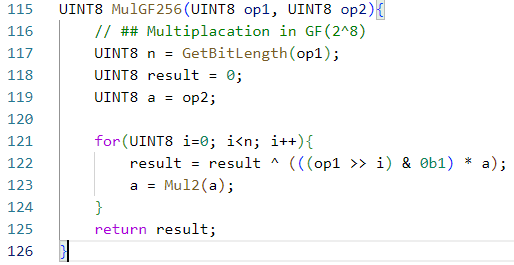 115 UINT8 MulGF256(UINT8 op1, UINT8 op2){
116     // ## Multiplacation in GF(2^8)
117     UINT8 n = GetBitLength(op1);
118     UINT8 result = 0;
119     UINT8 a = op2;
120
121     for(UINT8 i=0; i<n; i++){
122         result = result ^ (((op1 >> i) & 0b1) * a);
123         a = Mul2(a);
124     }
125     return result;
126 }